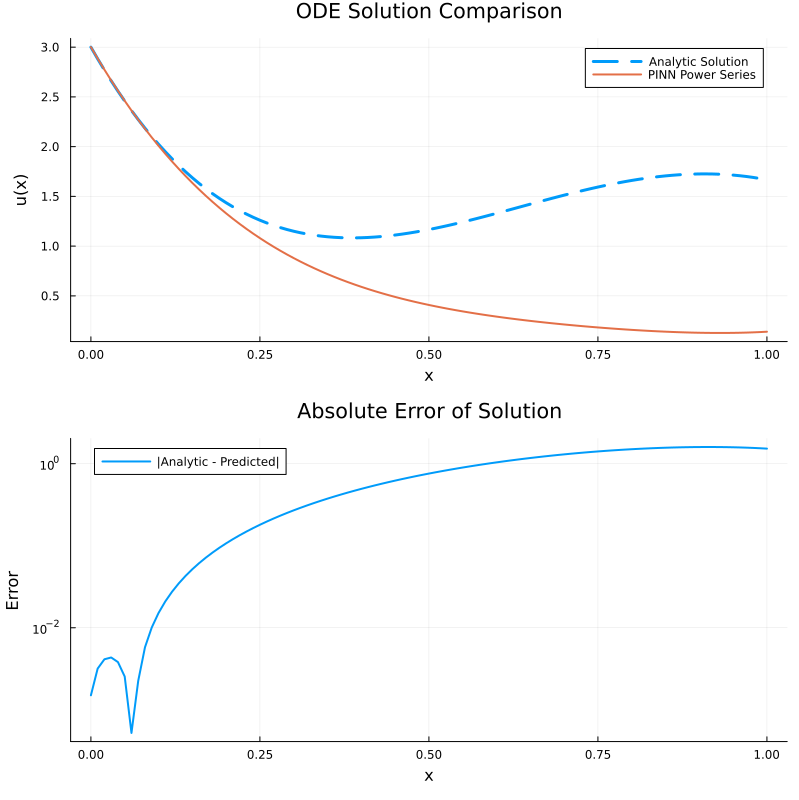 ODE Solution Comparison
3.0
2.5
2.0
1.5
1.0
0.5
u(x)
Analytic Solution
PINN Power Series
0.00
0.25
0.50
0.75
1.00
x
Absolute Error of Solution
10⁰
10⁻²
Error
|Analytic - Predicted|
0.00
0.25
0.50
0.75
1.00
x